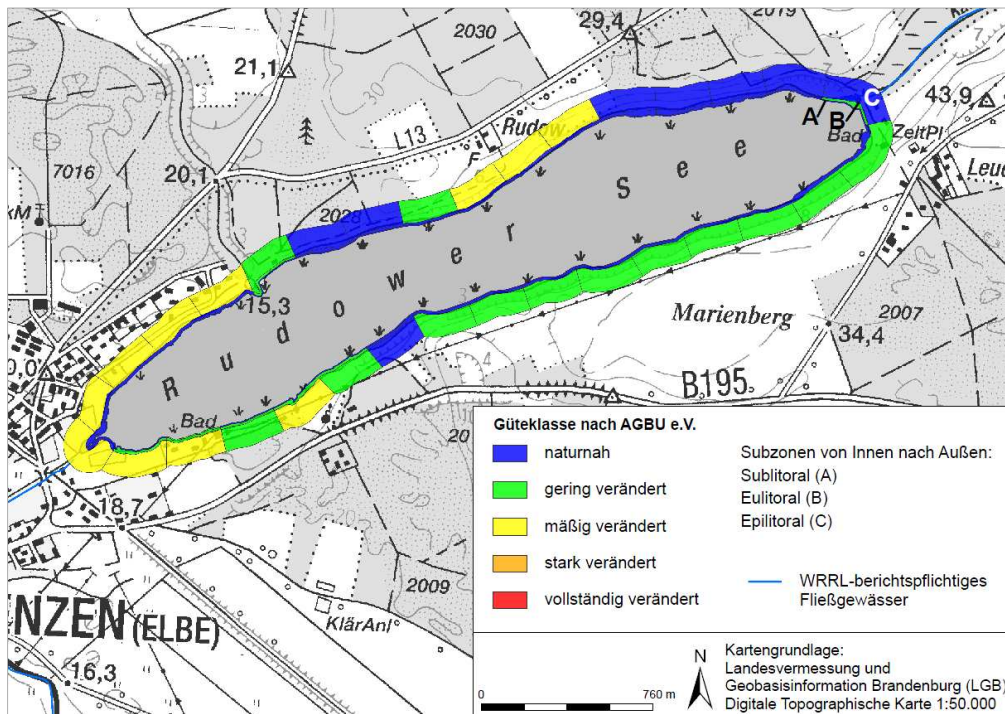 2030
2019
29,4
7
21,1
C
43,9
A
B
L13
Rudow
Bad
ZeltPl
F
7016
20,1
Leu
2028
Rudower See
15,3
Marienberg
2007
34,4
B195
Bad
20
18,7
2009
KlärAnl
NZEN (ELBE)
16,3
Güteklasse nach AGBU e.V.
naturnah
gering verändert
mäßig verändert
stark verändert
vollständig verändert
Subzonen von Innen nach Außen:
Sublitoral (A)
Eulitoral (B)
Epilitoral (C)
WRRL-berichtspflichtiges
Fließgewässer
0
760 m
N
Kartengrundlage:
Landesvermessung und
Geobasisinformation Brandenburg (LGB)
Digitale Topographische Karte 1:50.000